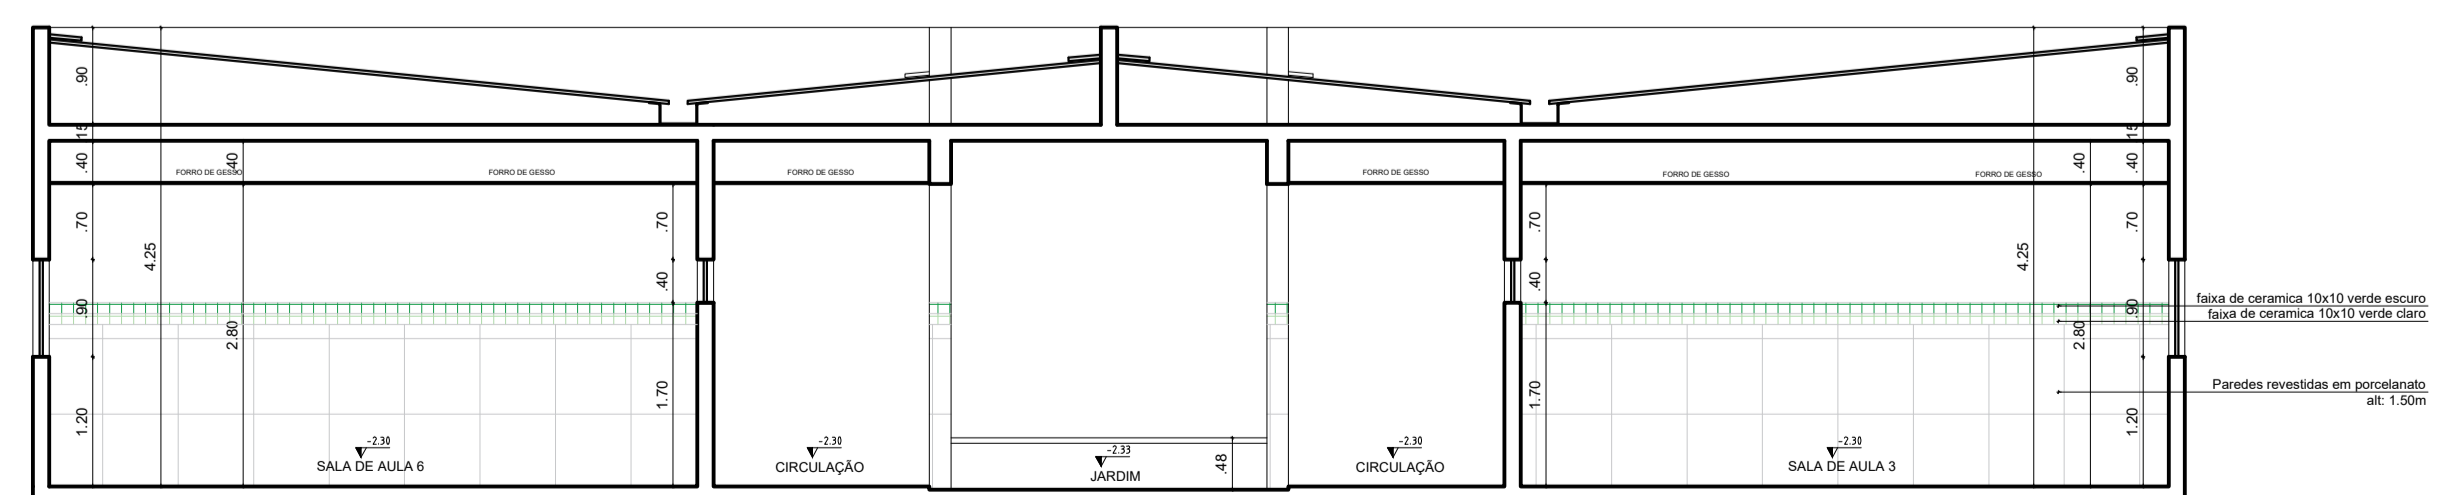 .90
.90
.15
.15
.40
.40
.40
.40
FORRO DE GESSO
FORRO DE GESSO
FORRO DE GESSO
FORRO DE GESSO
FORRO DE GESSO
FORRO DE GESSO
.70
.70
.70
.70
4.25
4.25
.40
.40
.90
.90
faixa de ceramica 10x10 verde escuro
faixa de ceramica 10x10 verde claro
2.80
2.80
Paredes revestidas em porcelanato
alt: 1.50m
1.20
1.70
1.70
1.20
-2.30
SALA DE AULA 6
-2.30
CIRCULAÇÃO
-2.33
JARDIM
.48
-2.30
CIRCULAÇÃO
-2.30
SALA DE AULA 3